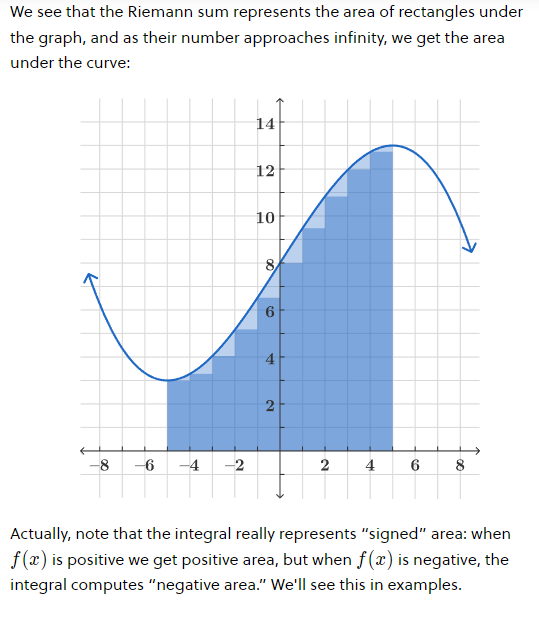 We see that the Riemann sum represents the area of rectangles under
the graph, and as their number approaches infinity, we get the area
under the curve:
14
12
10
8
6
4
2
−8 −6 −4 −2 2 4 6 8
Actually, note that the integral really represents “signed” area: when
f(x) is positive we get positive area, but when f(x) is negative, the
integral computes “negative area.” We'll see this in examples.